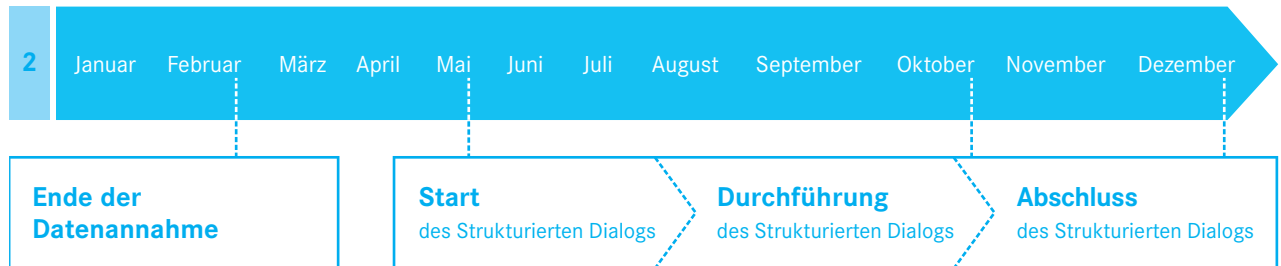 2
Januar Februar März April Mai Juni Juli August September Oktober November Dezember
Ende der
Datenannahme
Start
des Strukturierten Dialogs
Durchführung
des Strukturierten Dialogs
Abschluss
des Strukturierten Dialogs